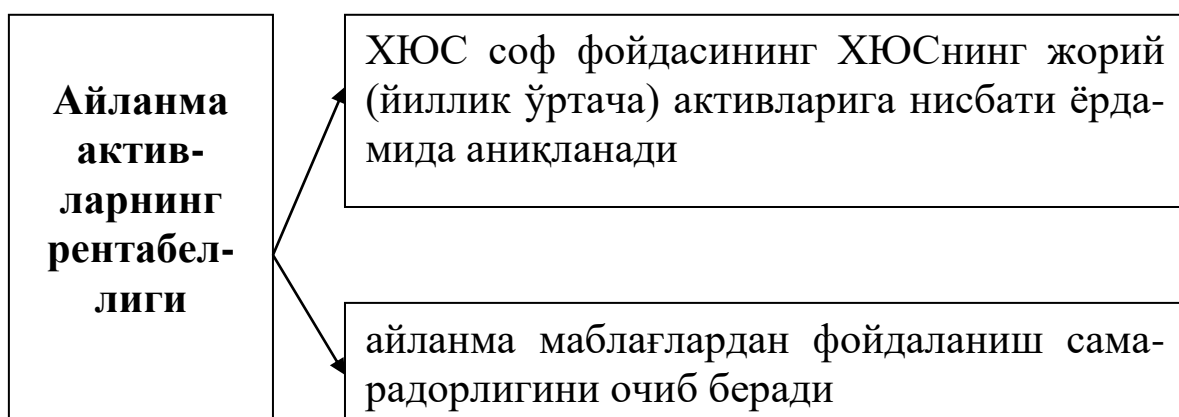 Айланма
актив-
ларнинг
рентабел-
лиги
ХЮС соф фойдасининг ХЮСнинг жорий
(йиллик ўртача) активларига нисбати ёрда-
мида аниқланади
айланма маблағлардан фойдаланиш сама-
радорлигини очиб беради